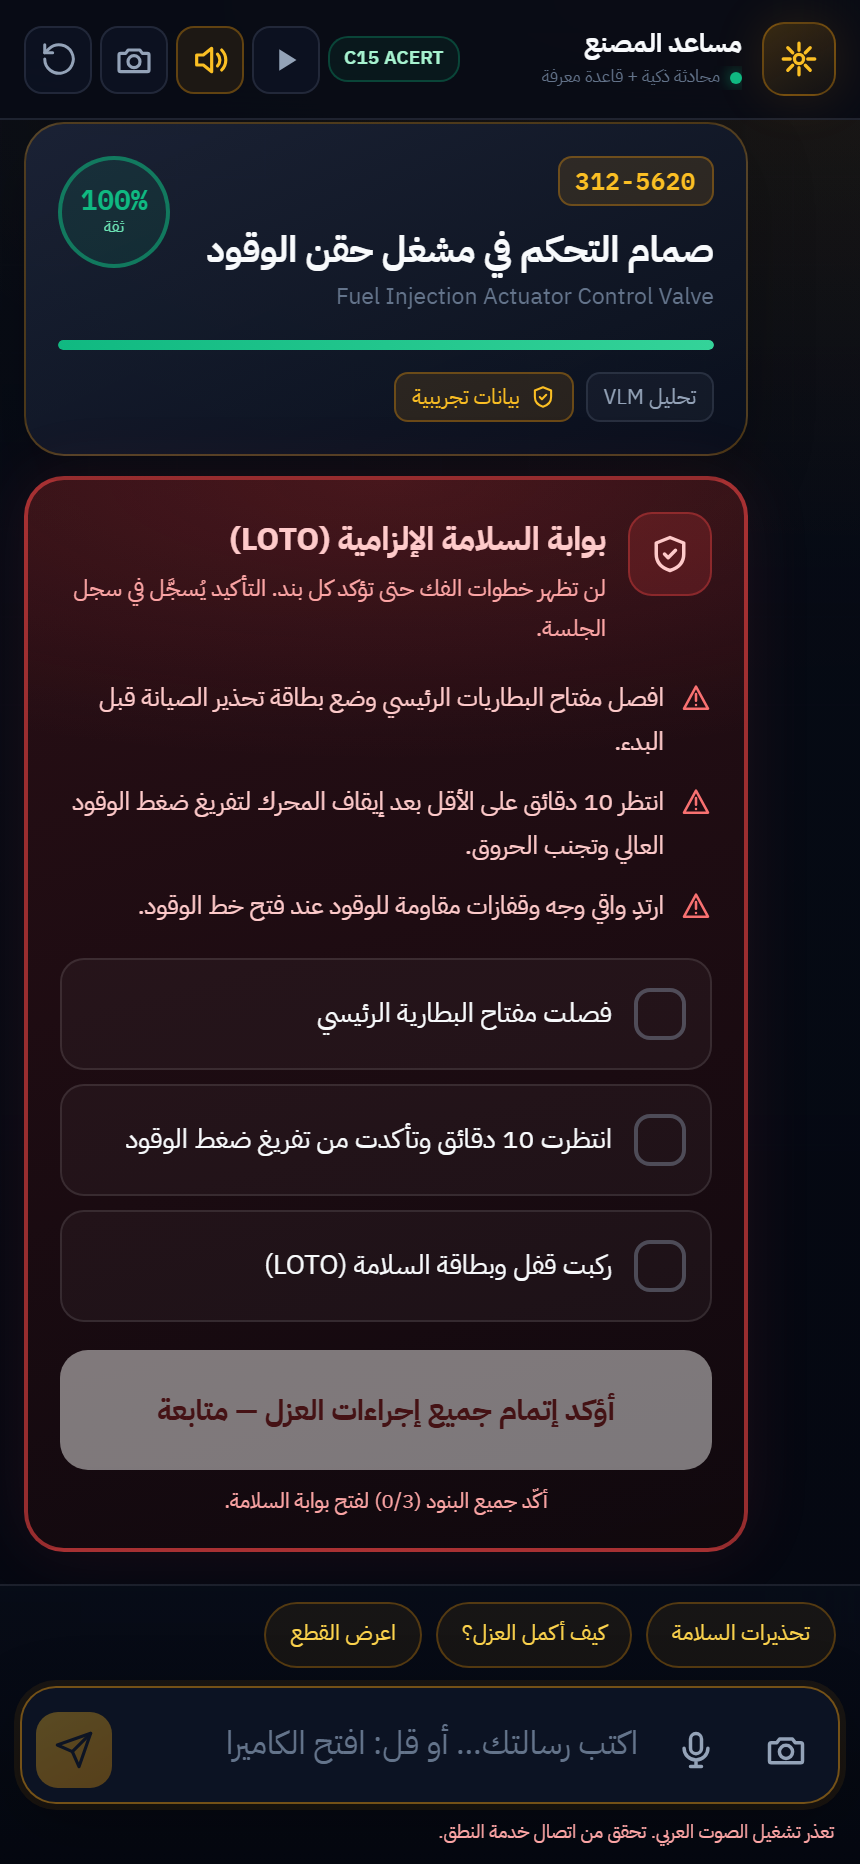 مساعد المصنع
محادثة ذكية + قاعدة معرفة
C15 ACERT
312-5620
100%
ثقة
صمام التحكم في مشغل حقن الوقود
Fuel Injection Actuator Control Valve
تحليل VLM
بيانات تجريبية
بوابة السلامة الإلزامية (LOTO)
لن تظهر خطوات الفك حتى تؤكد كل بند. التأكيد يُسجَّل في سجل
الجلسة.
افصل مفتاح البطاريات الرئيسي وضع بطاقة تحذير الصيانة قبل
البدء.
انتظر 10 دقائق على الأقل بعد إيقاف المحرك لتفريغ ضغط الوقود
العالي وتجنب الحروق.
ارتدِ واقي وجه وقفازات مقاومة للوقود عند فتح خط الوقود.
فصلت مفتاح البطارية الرئيسي
انتظرت 10 دقائق وتأكدت من تفريغ ضغط الوقود
ركبت قفل وبطاقة السلامة (LOTO)
أؤكد إتمام جميع إجراءات العزل — متابعة
أكّد جميع البنود (0/3) لفتح بوابة السلامة.
تحذيرات السلامة
كيف أكمل العزل؟
اعرض القطع
اكتب رسالتك... أو قل: افتح الكاميرا
تعذر تشغيل الصوت العربي. تحقق من اتصال خدمة النطق.